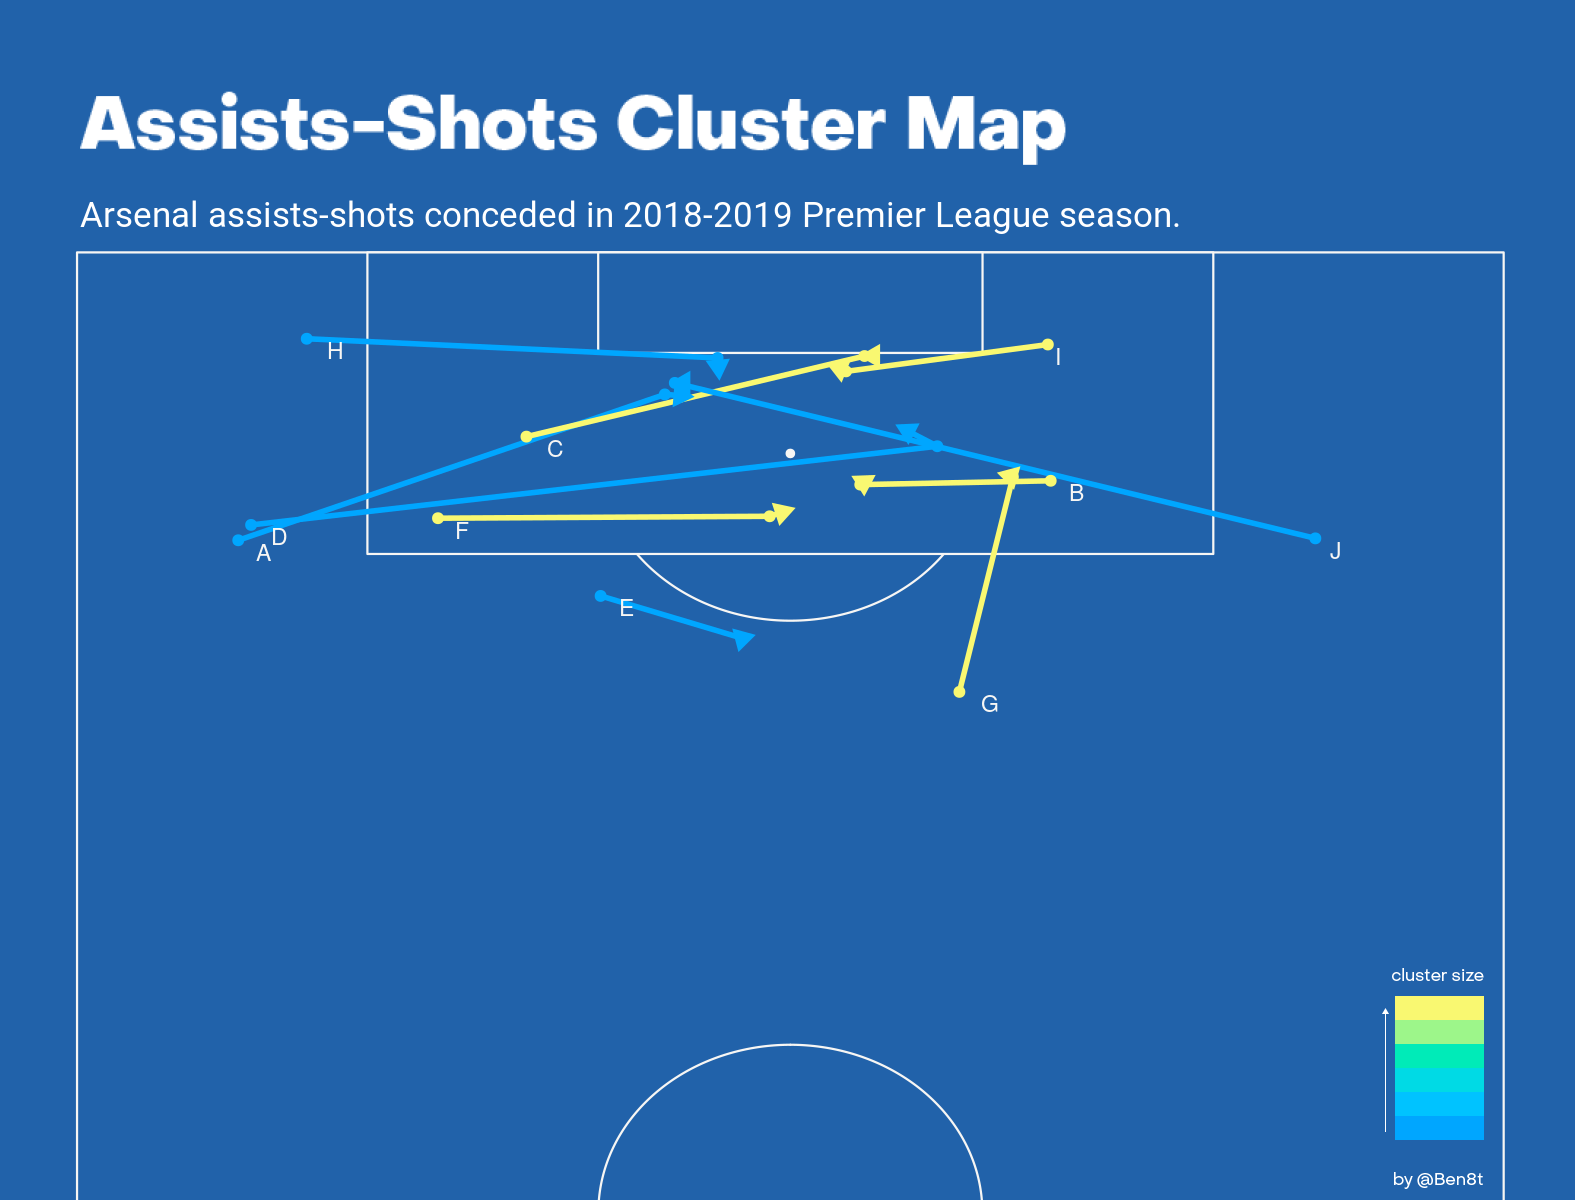 Assists-Shots Cluster Map
Arsenal assists-shots conceded in 2018-2019 Premier League season.
H
I
C
B
F
D
A
J
E
G
cluster size
by @Ben8t